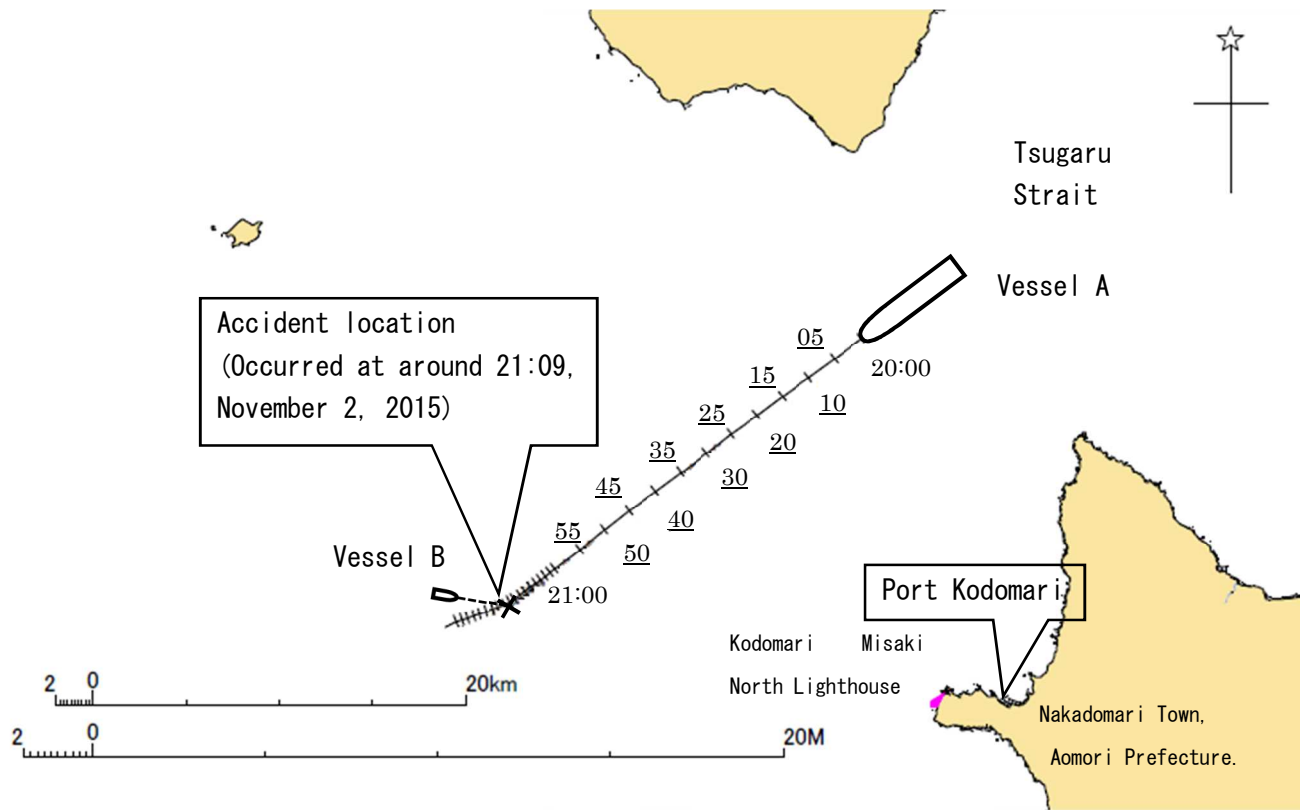 Tsugaru
Strait
Vessel A
Accident location
(Occurred at around 21:09,
November 2, 2015)
05
20:00
15
10
25
20
35
30
45
40
55
50
Vessel B
21:00
Port Kodomari
Kodomari Misaki
North Lighthouse
Nakadomari Town,
Aomori Prefecture.
2 0 20km
2 0 20M